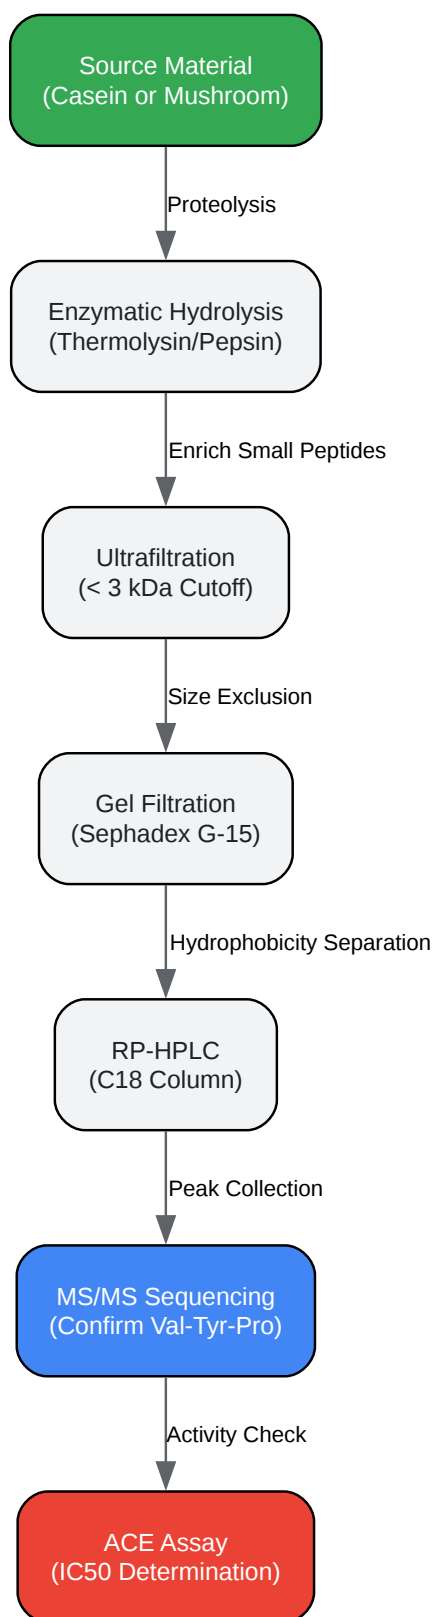 Source Material
(Casein or Mushroom)
Proteolysis
Enzymatic Hydrolysis
(Thermolysin/Pepsin)
Enrich Small Peptides
Ultrafiltration
(< 3 kDa Cutoff)
Size Exclusion
Gel Filtration
(Sephadex G-15)
Hydrophobicity Separation
RP-HPLC
(C18 Column)
Peak Collection
MS/MS Sequencing
(Confirm Val-Tyr-Pro)
Activity Check
ACE Assay
(IC50 Determination)